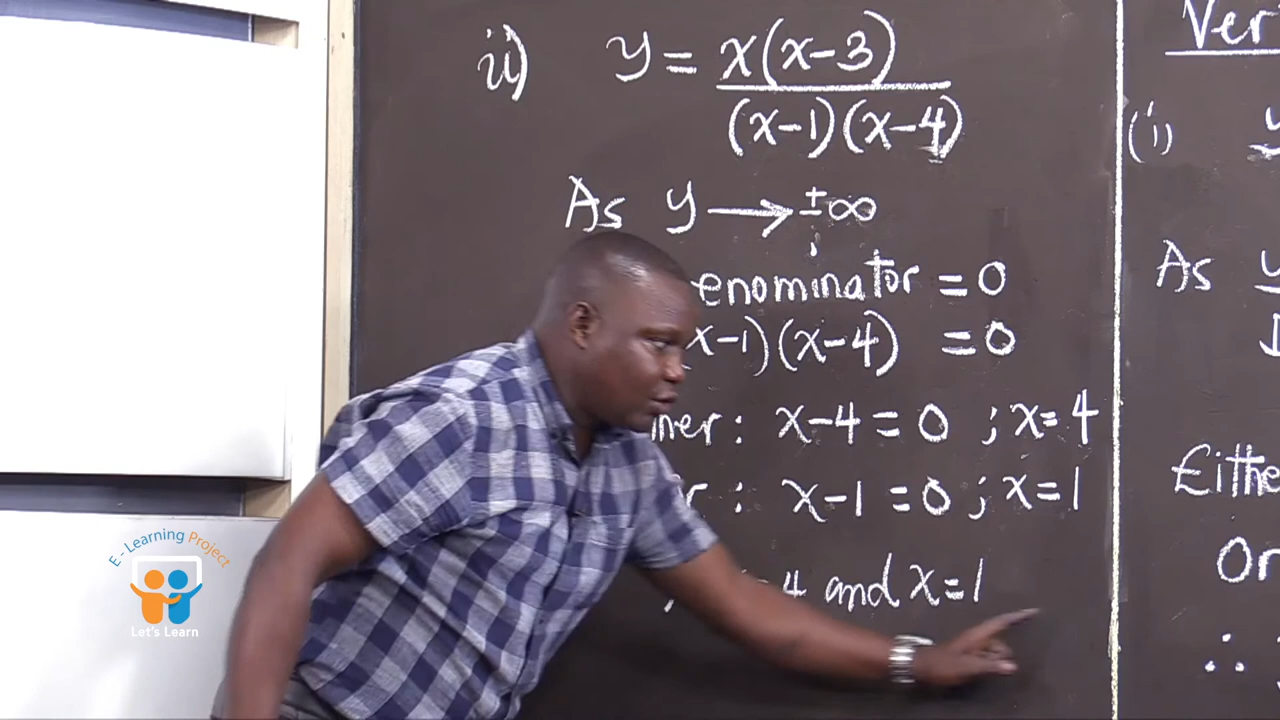 ii) y = x(x-3)
(x-1)(x-4)
As y → ±∞
enominator = 0
x-1)(x-4) = 0
: x-4 = 0 ; x=4
r : x-1 = 0 ; x=1
4 and x=1
Ver
(i) y
As y
D
Eithe
Or
∴
E - Learning Project
Let's Learn